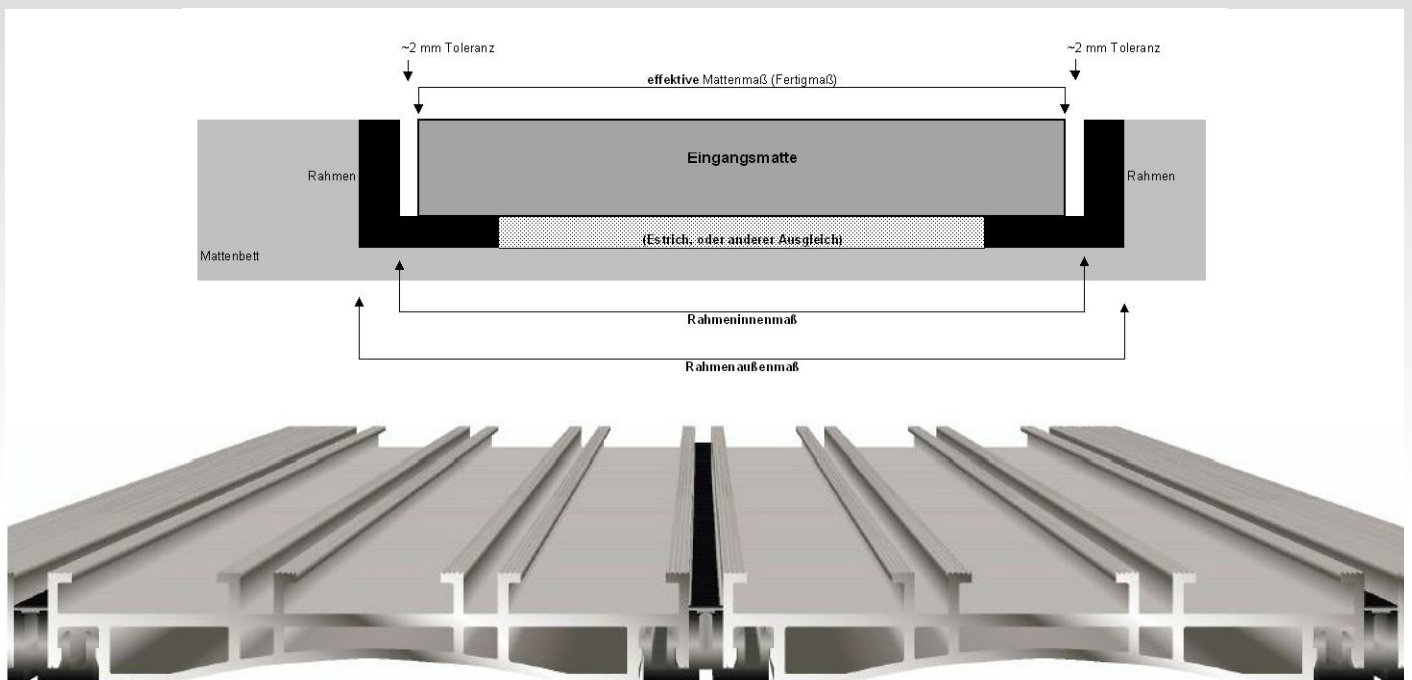 ~2 mm Toleranz
~2 mm Toleranz
effektive Mattenmaß (Fertigmaß)
Eingangsmatte
Rahmen
Rahmen
(Estrich, oder anderer Ausgleich)
Mattenbett
Rahmeninnenmaß
Rahmenaußenmaß